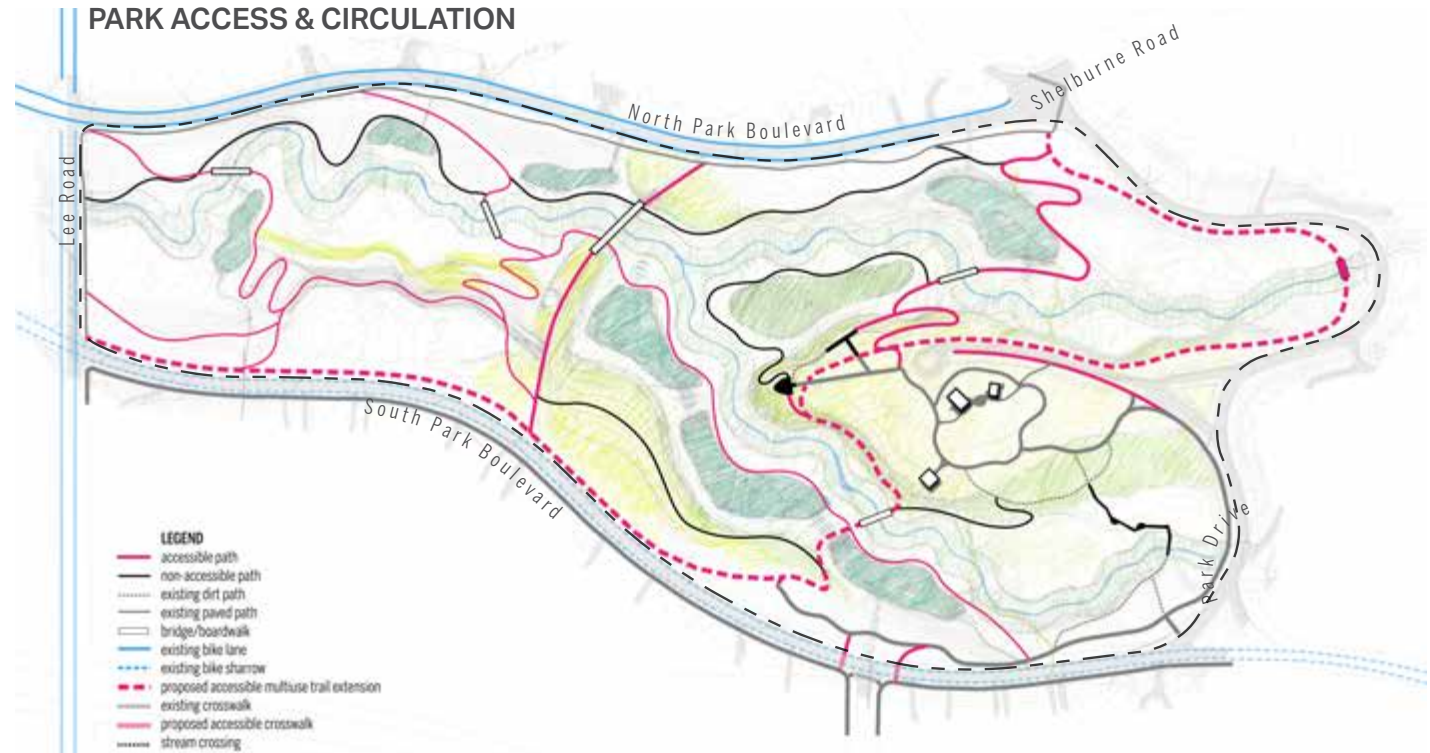 PARK ACCESS & CIRCULATION
Shelburne Road
North Park Boulevard
Lee Road
South Park Boulevard
Park Drive
LEGEND
accessible path
non-accessible path
existing dirt path
existing paved path
bridge/boardwalk
existing bike lane
existing bike sharrow
proposed accessible multiuse trail extension
existing crosswalk
proposed accessible crosswalk
stream crossing